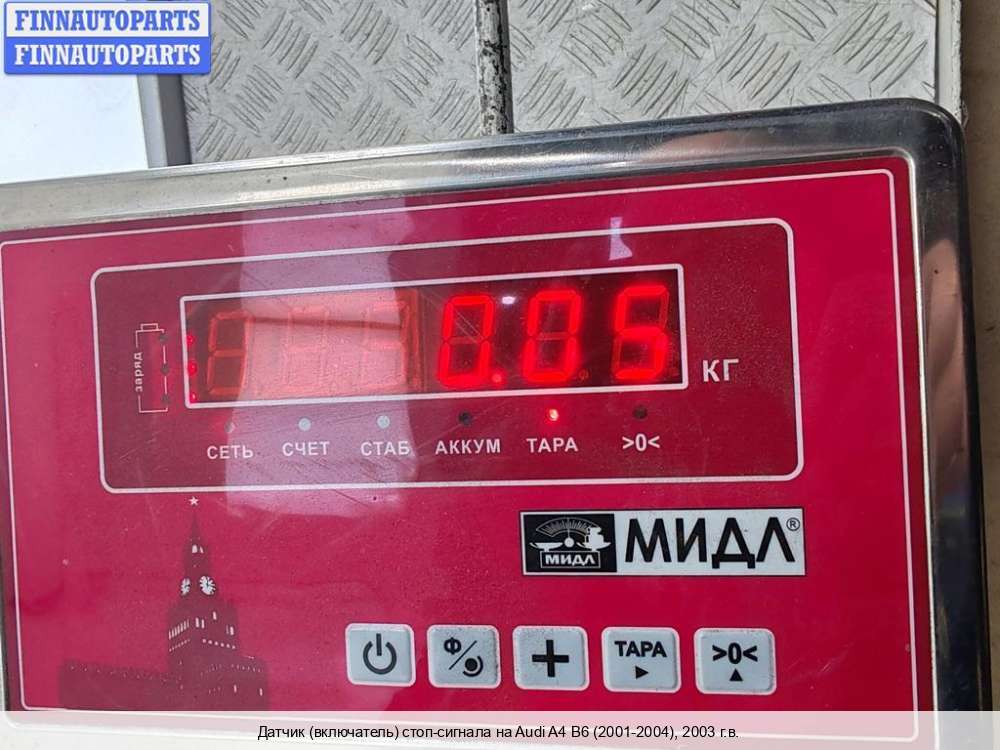 FINNAUTOPARTS
FINNAUTOPARTS
заряд
0.05
КГ
СЕТЬ СЧЕТ СТАБ АККУМ ТАРА >0<
МИДЛ МИДЛ®
Ф
ТАРА >0<
Датчик (включатель) стоп-сигнала на Audi A4 B6 (2001-2004), 2003 г.в.